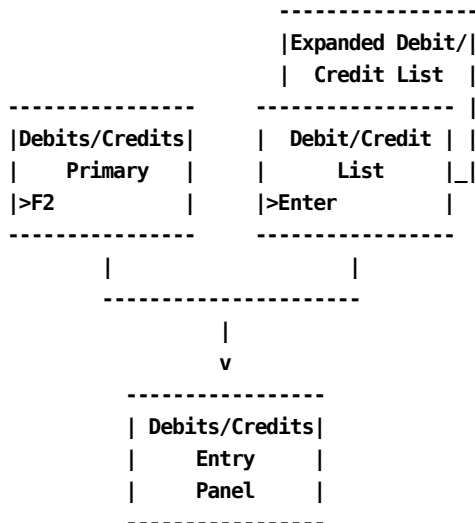 Expanded Debit/
Credit List
Debits/Credits
Primary
>F2
Debit/Credit
List
>Enter
v
Debits/Credits
Entry
Panel